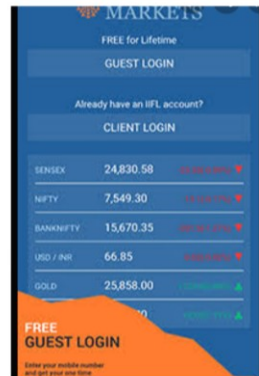 MARKETS
FREE for Lifetime
GUEST LOGIN
Already have an IIFL account?
CLIENT LOGIN
SENSEX 24,830.58
NIFTY 7,549.30
BANKNIFTY 15,670.35
USD / INR 66.85
GOLD 25,858.00
FREE
GUEST LOGIN
Enter your mobile number
and get your one time